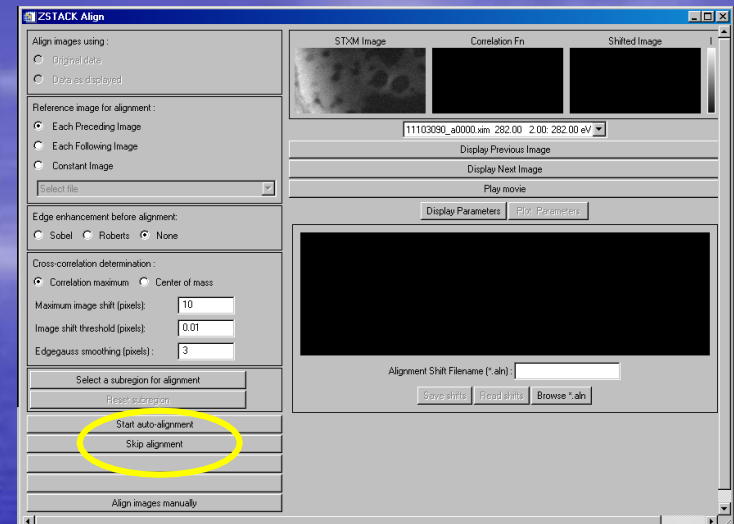 ZSTACK Align
Align images using :
Original data
Data as displayed
Reference image for alignment :
Each Preceding Image
Each Following Image
Constant Image
Select file
Edge enhancement before alignment:
Sobel Roberts None
Cross-correlation determination :
Correlation maximum Center of mass
Maximum image shift (pixels): 10
Image shift threshold (pixels): 0.01
Edgegauss smoothing (pixels) : 3
Select a subregion for alignment
Reset subregion
Start auto-alignment
Skip alignment
Align images manually
STXM Image Correlation Fn Shifted Image I
11103090_a0000.xim 282.00 2.00: 282.00 eV
Display Previous Image
Display Next Image
Play movie
Display Parameters Plot Parameters
Alignment Shift Filename (*.aln) :
Save shifts Read shifts Browse *.aln